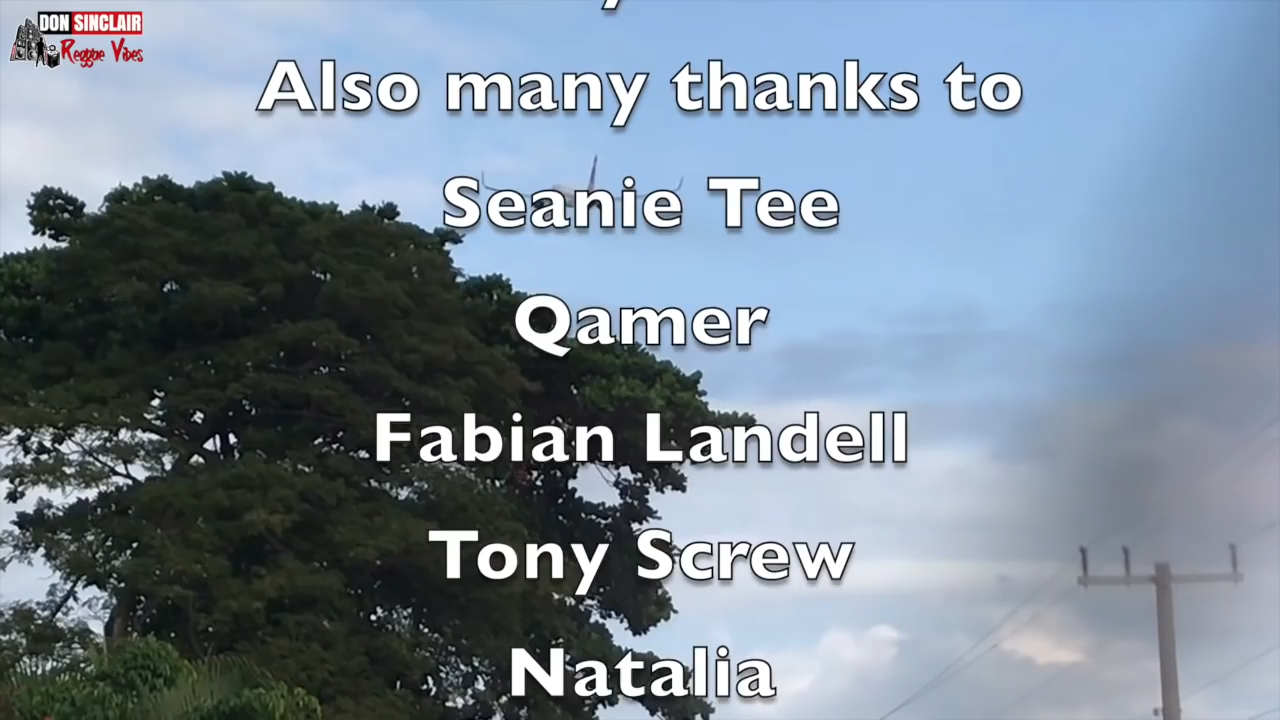 DON SINCLAIR
Reggae Vibes
Also many thanks to
Seanie Tee
Qamer
Fabian Landell
Tony Screw
Natalia